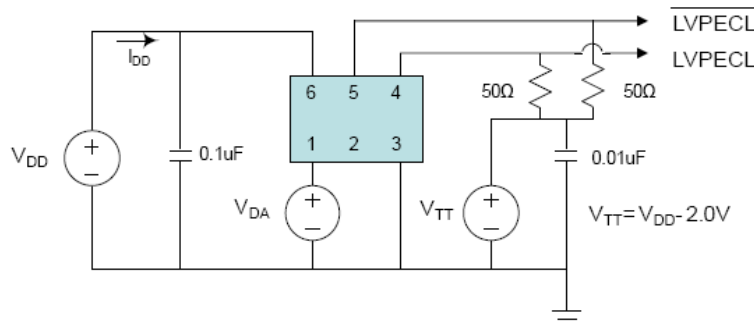 LVPECL
I_DD
LVPECL
6 5 4
50Ω 50Ω
1 2 3
V_DD
0.1uF
0.01uF
V_DA
V_TT
V_TT=V_DD-2.0V